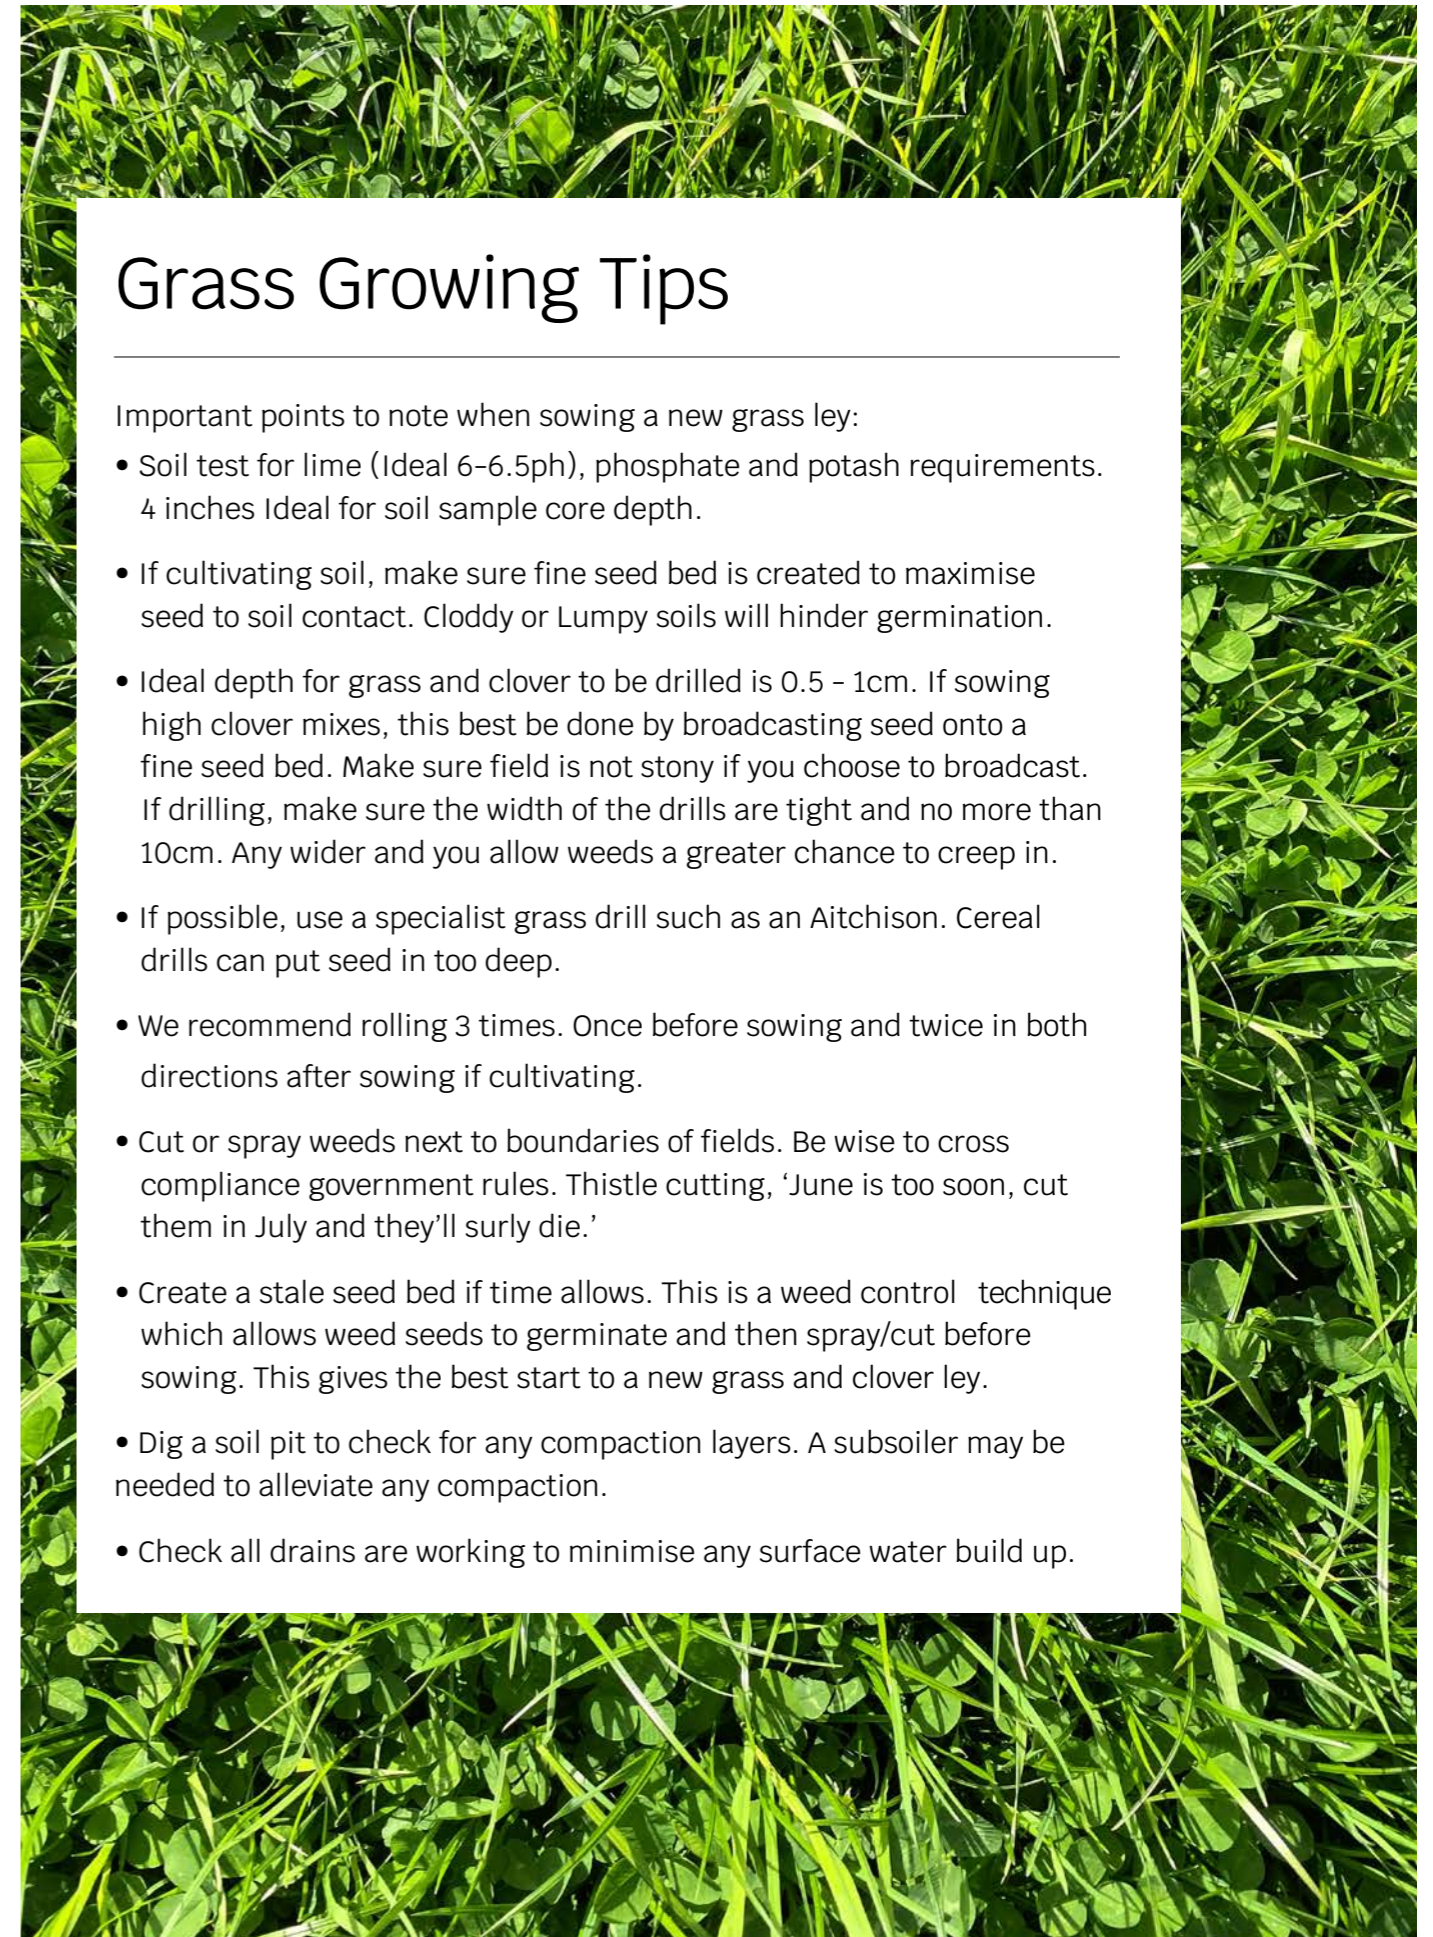 Grass Growing Tips
Important points to note when sowing a new grass ley:
• Soil test for lime (Ideal 6-6.5ph), phosphate and potash requirements.
4 inches Ideal for soil sample core depth.
• If cultivating soil, make sure fine seed bed is created to maximise
seed to soil contact. Cloddy or Lumpy soils will hinder germination.
• Ideal depth for grass and clover to be drilled is 0.5 - 1cm. If sowing
high clover mixes, this best be done by broadcasting seed onto a
fine seed bed. Make sure field is not stony if you choose to broadcast.
If drilling, make sure the width of the drills are tight and no more than
10cm. Any wider and you allow weeds a greater chance to creep in.
• If possible, use a specialist grass drill such as an Aitchison. Cereal
drills can put seed in too deep.
• We recommend rolling 3 times. Once before sowing and twice in both
directions after sowing if cultivating.
• Cut or spray weeds next to boundaries of fields. Be wise to cross
compliance government rules. Thistle cutting, ‘June is too soon, cut
them in July and they’ll surly die.’
• Create a stale seed bed if time allows. This is a weed control technique
which allows weed seeds to germinate and then spray/cut before
sowing. This gives the best start to a new grass and clover ley.
• Dig a soil pit to check for any compaction layers. A subsoiler may be
needed to alleviate any compaction.
• Check all drains are working to minimise any surface water build up.